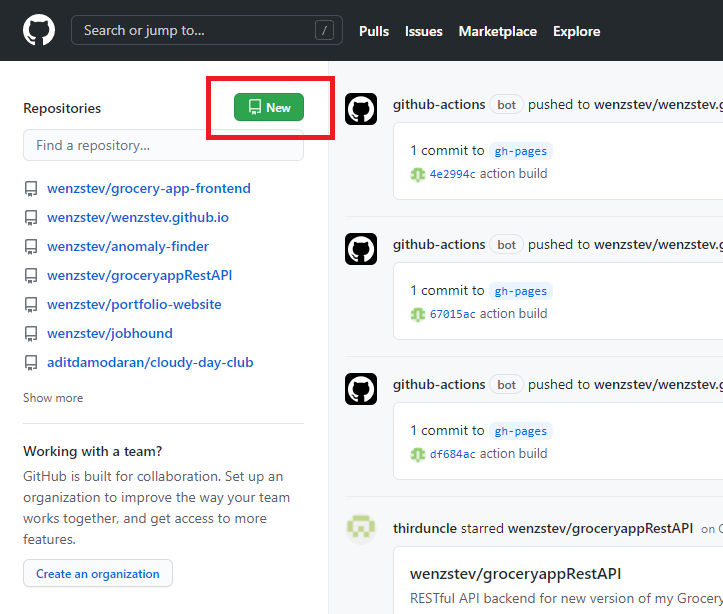 Search or jump to… /
Pulls Issues Marketplace Explore
Repositories
New
Find a repository…
wenzstev/grocery-app-frontend
wenzstev/wenzstev.github.io
wenzstev/anomaly-finder
wenzstev/groceryappRestAPI
wenzstev/portfolio-website
wenzstev/jobhound
aditdamodaran/cloudy-day-club
Show more
Working with a team?
GitHub is built for collaboration. Set up an
organization to improve the way your team
works together, and get access to more
features.
Create an organization
github-actions bot pushed to wenzstev/wenzstev.g
1 commit to gh-pages
4e2994c action build
github-actions bot pushed to wenzstev/wenzstev.g
1 commit to gh-pages
67015ac action build
github-actions bot pushed to wenzstev/wenzstev.g
1 commit to gh-pages
df684ac action build
thirduncle starred wenzstev/groceryappRestAPI on
wenzstev/groceryappRestAPI
RESTful API backend for new version of my Grocery